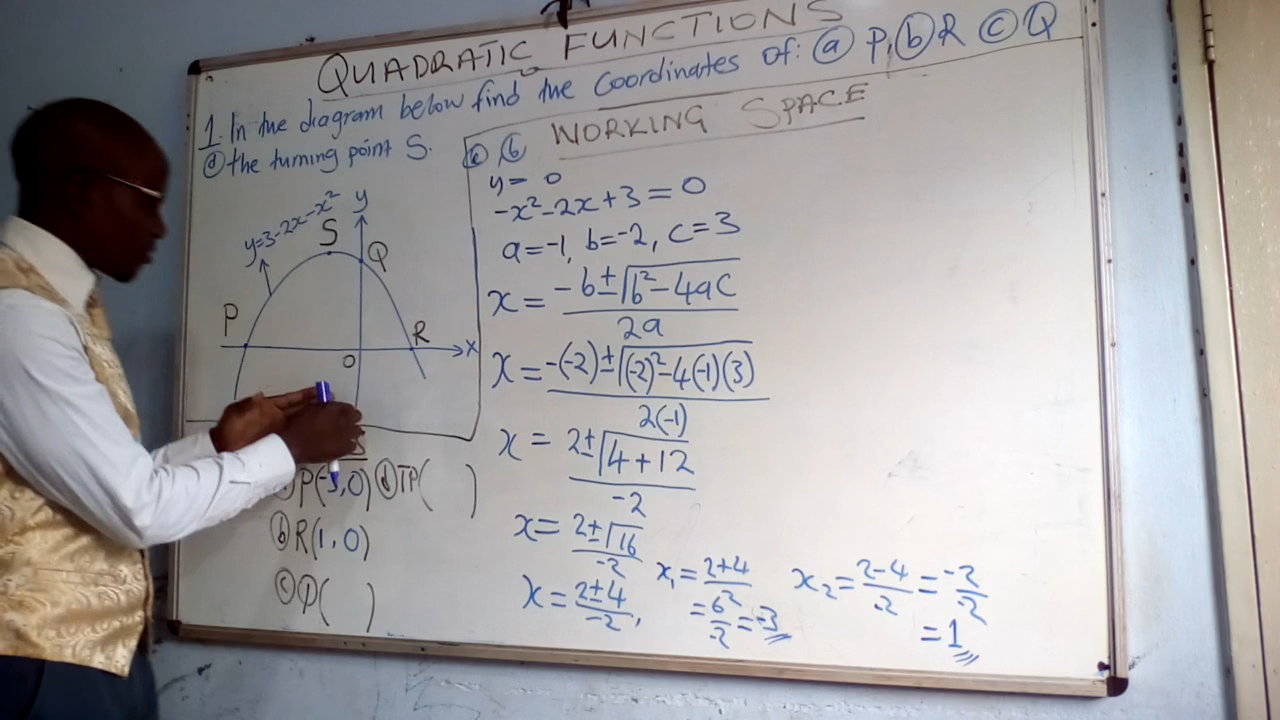 QUADRATIC FUNCTIONS
1. In the diagram below find the coordinates of: (a) P, (b) R (c) Q
(d) the turning point S.
y=3-2x-x²
y
S
Q
P
R
x
O
(a) P(-3,0) (d) TP( )
(b) R(1,0)
(c) Q( )
(a), (b) WORKING SPACE
y = 0
-x²-2x+3=0
a=-1, b=-2, c=3
x = -b±√b²-4ac / 2a
x = -(-2)±√(-2)²-4(-1)(3) / 2(-1)
x = 2±√4+12 / -2
x = 2±√16 / -2
x = 2±4 / -2, x₁ = 2+4 / -2 = 6 / -2 = -3
x₂ = 2-4 / -2 = -2 / -2 = 1